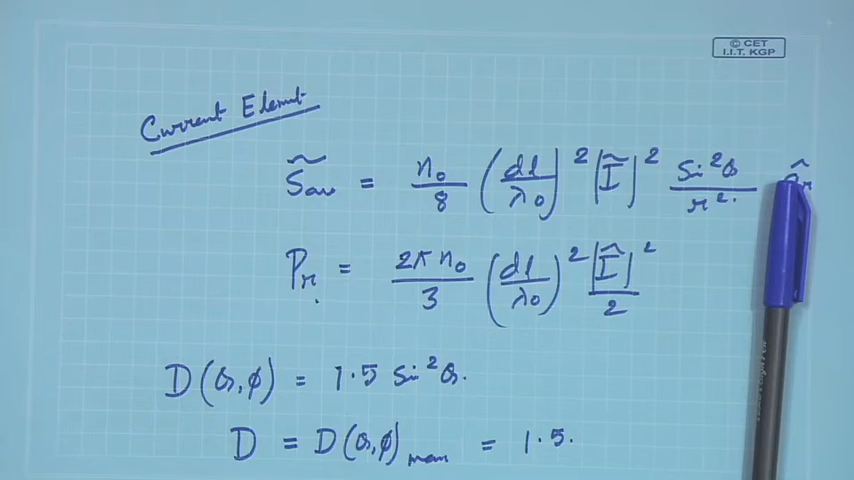 © CET
I.I.T. KGP
Current Element
S̃av = η₀/8 (dl/λ₀)² |Ĩ|² Sin²θ/r² âr
Pr = 2πη₀/3 (dl/λ₀)² |Î|²/2
D(θ,φ) = 1.5 Sin²θ.
D = D(θ,φ)max = 1.5.